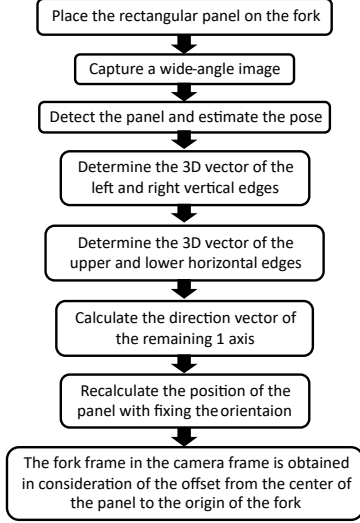 Place the rectangular panel on the fork
Capture a wide-angle image
Detect the panel and estimate the pose
Determine the 3D vector of the
left and right vertical edges
Determine the 3D vector of the
upper and lower horizontal edges
Calculate the direction vector of
the remaining 1 axis
Recalculate the position of the
panel with fixing the orientaion
The fork frame in the camera frame is obtained
in consideration of the offset from the center of
the panel to the origin of the fork